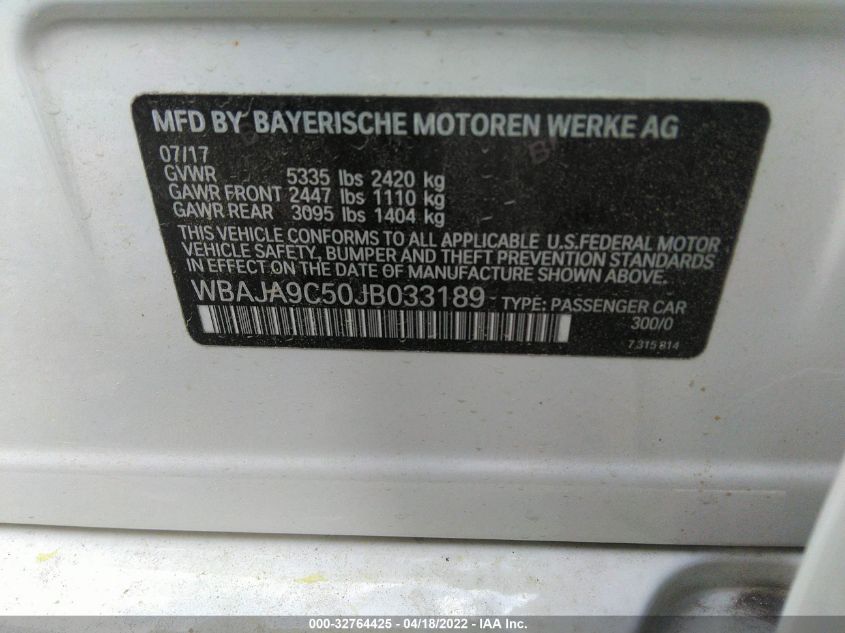 MFD BY BAYERISCHE MOTOREN WERKE AG
07/17
GVWR 5335 lbs 2420 kg
GAWR FRONT 2447 lbs 1110 kg
GAWR REAR 3095 lbs 1404 kg
THIS VEHICLE CONFORMS TO ALL APPLICABLE U.S.FEDERAL MOTOR
VEHICLE SAFETY, BUMPER AND THEFT PREVENTION STANDARDS
IN EFFECT ON THE DATE OF MANUFACTURE SHOWN ABOVE.
WBAJA9C50JB033189 TYPE: PASSENGER CAR
300/0
7 315 814
000-32764425 - 04/18/2022 - IAA Inc.